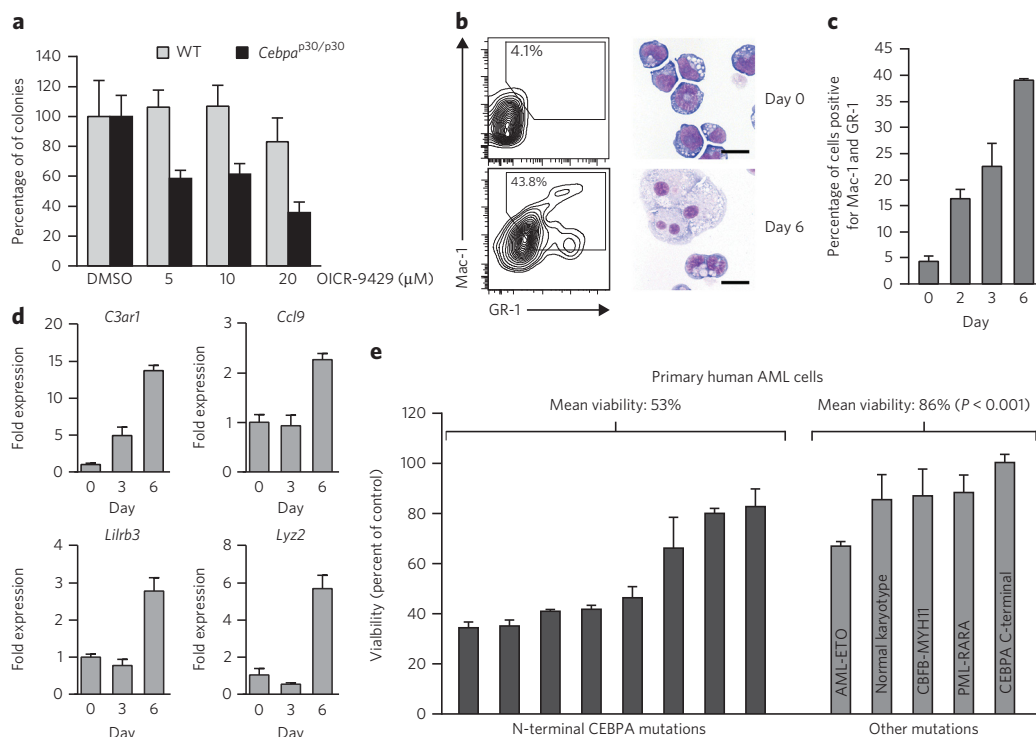 a
WT
Cebpa p30/p30
Percentage of of colonies
140
120
100
80
60
40
20
0
DMSO
5
10
20
OICR-9429 (μM)
b
4.1%
43.8%
Mac-1
GR-1
Day 0
Day 6
c
Percentage of cells positive
for Mac-1 and GR-1
45
40
35
30
25
20
15
10
5
0
0
2
3
6
Day
d
C3ar1
Fold expression
20
15
10
5
0
0
3
6
Day
Ccl9
Fold expression
3
2
1
0
0
3
6
Day
Lilrb3
Fold expression
4
3
2
1
0
0
3
6
Day
Lyz2
Fold expression
8
6
4
2
0
0
3
6
Day
e
Primary human AML cells
Mean viability: 53%
Mean viability: 86% (P < 0.001)
Vialbility (percent of control)
120
100
80
60
40
20
0
AML-ETO
Normal karyotype
CBFB-MYH11
PML-RARA
CEBPA C-terminal
N-terminal CEBPA mutations
Other mutations